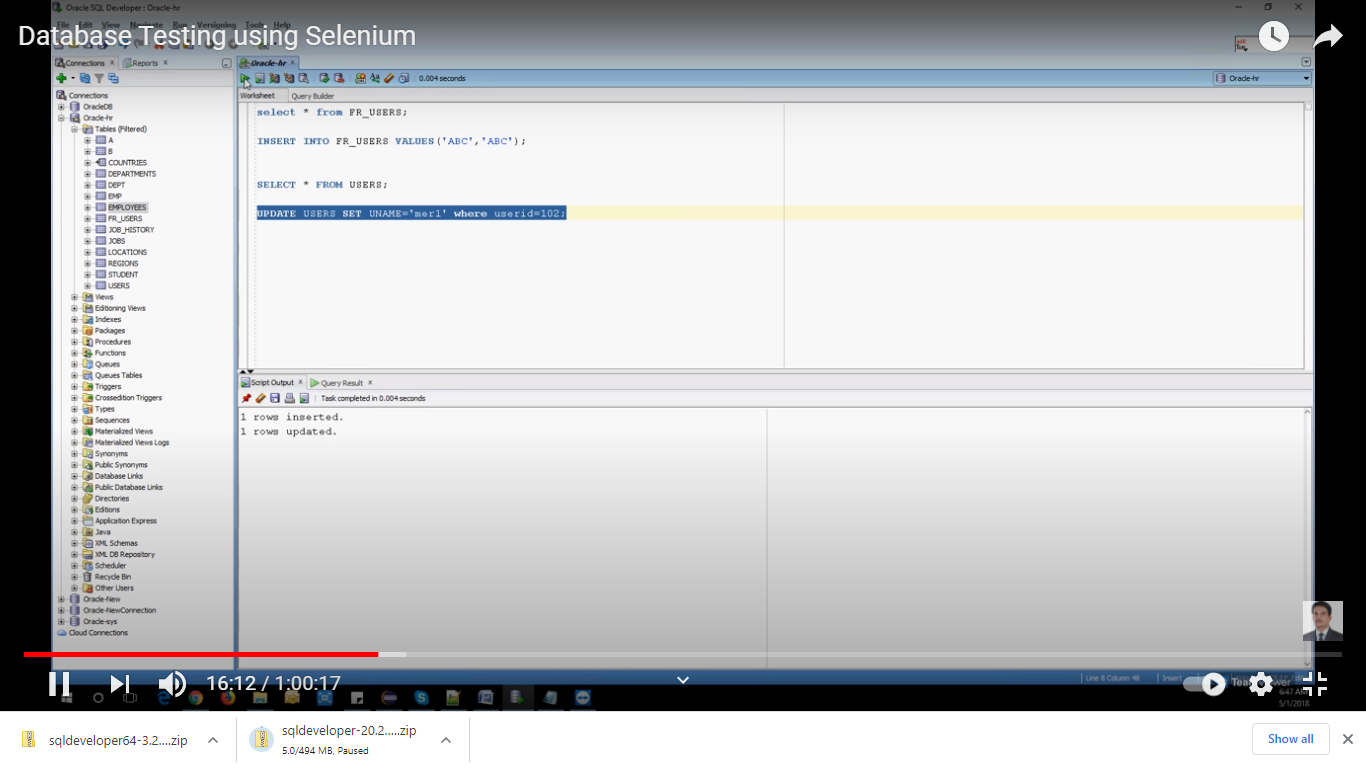 Oracle SQL Developer : Oracle-hr
File Edit View Navigate Run Versioning Tools Help
Database Testing using Selenium
Connections
Reports
Oracle-hr
0.004 seconds
Oracle-hr
Worksheet
Query Builder
Connections
OracleDB
Oracle-hr
Tables (Filtered)
A
B
COUNTRIES
DEPARTMENTS
DEPT
EMP
EMPLOYEES
FR_USERS
JOB_HISTORY
JOBS
LOCATIONS
REGIONS
STUDENT
USERS
Views
Editioning Views
Indexes
Packages
Procedures
Functions
Queues
Queues Tables
Triggers
Crossedition Triggers
Types
Sequences
Materialized Views
Materialized Views Logs
Synonyms
Public Synonyms
Database Links
Public Database Links
Directories
Editions
Application Express
Java
XML Schemas
XML DB Repository
Scheduler
Recycle Bin
Other Users
Oracle-New
Oracle-NewConnection
Oracle-sys
Cloud Connections
select * from FR_USERS;
INSERT INTO FR_USERS VALUES('ABC','ABC');
SELECT * FROM USERS;
UPDATE USERS SET UNAME='mer1' where userid=102;
Script Output
Query Result
Task completed in 0.004 seconds
1 rows inserted.
1 rows updated.
Line 8 Column 48
Insert
16:12 / 1:00:17
6:47 AM
5/1/2018
sqldeveloper64-3.2....zip
sqldeveloper-20.2.....zip
5.0/494 MB, Paused
Show all